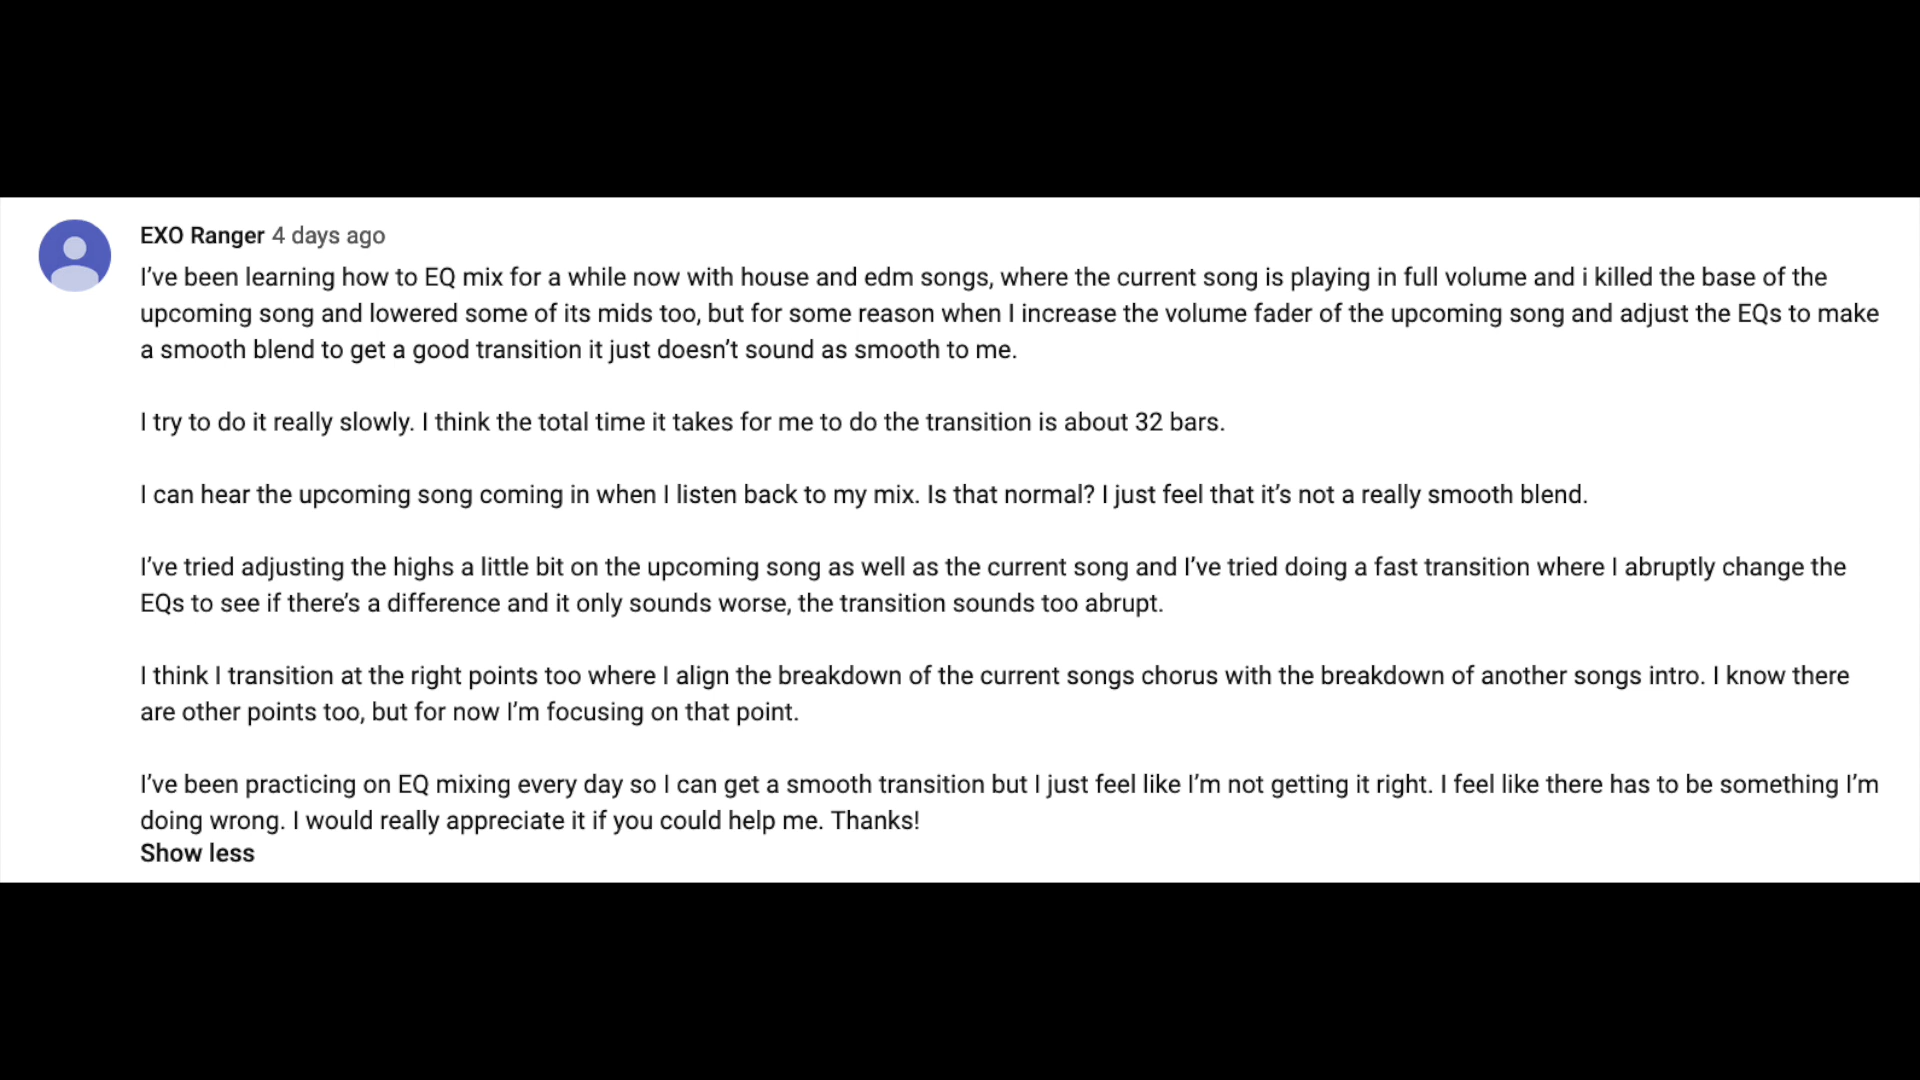 EXO Ranger 4 days ago
I’ve been learning how to EQ mix for a while now with house and edm songs, where the current song is playing in full volume and i killed the base of the
upcoming song and lowered some of its mids too, but for some reason when I increase the volume fader of the upcoming song and adjust the EQs to make
a smooth blend to get a good transition it just doesn’t sound as smooth to me.
I try to do it really slowly. I think the total time it takes for me to do the transition is about 32 bars.
I can hear the upcoming song coming in when I listen back to my mix. Is that normal? I just feel that it’s not a really smooth blend.
I’ve tried adjusting the highs a little bit on the upcoming song as well as the current song and I’ve tried doing a fast transition where I abruptly change the
EQs to see if there’s a difference and it only sounds worse, the transition sounds too abrupt.
I think I transition at the right points too where I align the breakdown of the current songs chorus with the breakdown of another songs intro. I know there
are other points too, but for now I’m focusing on that point.
I’ve been practicing on EQ mixing every day so I can get a smooth transition but I just feel like I’m not getting it right. I feel like there has to be something I’m
doing wrong. I would really appreciate it if you could help me. Thanks!
Show less